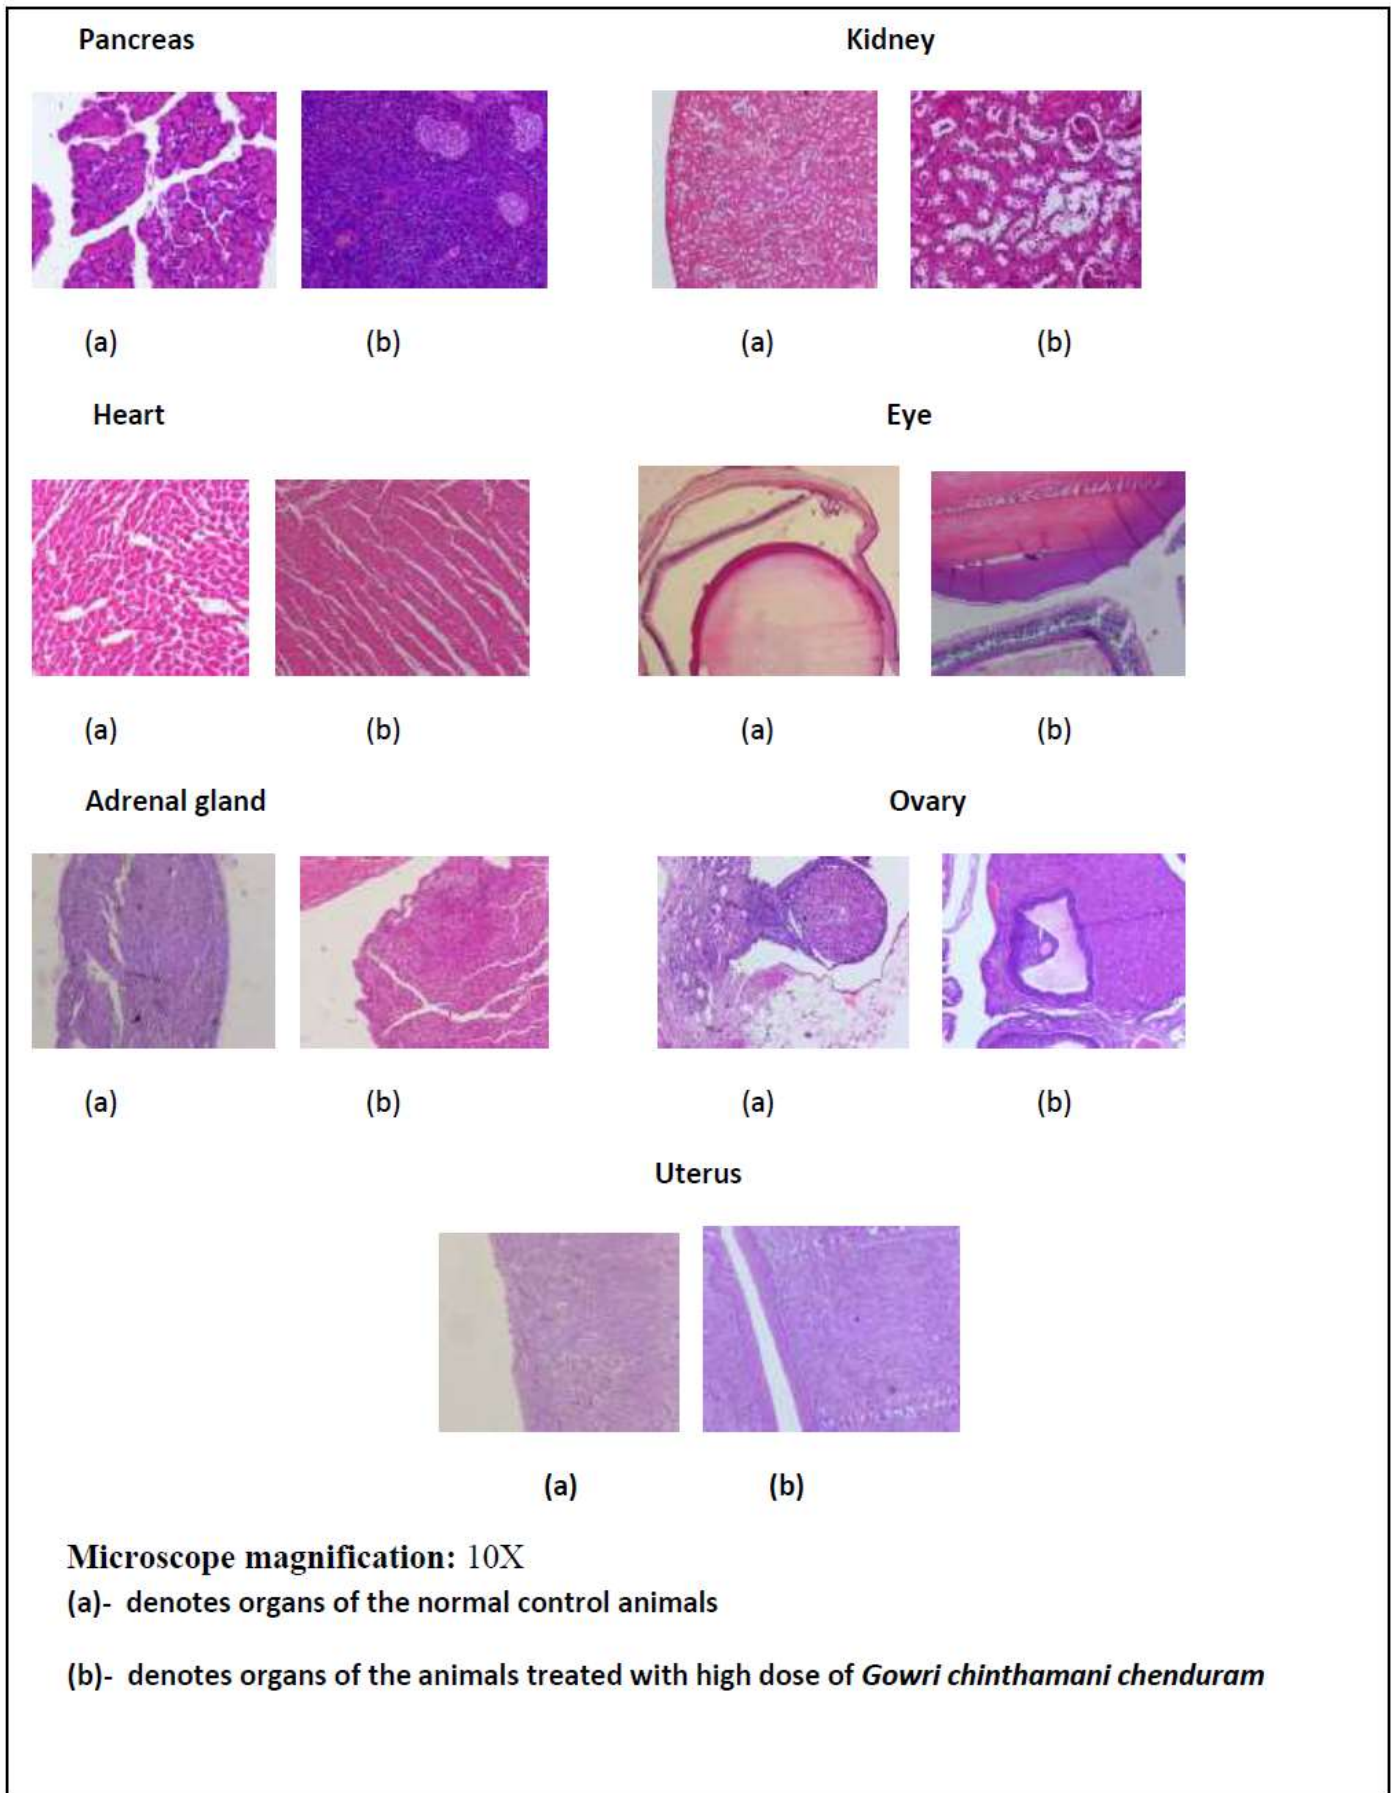 Pancreas Kidney
(a) (b) (a) (b)
Heart Eye
(a) (b) (a) (b)
Adrenal gland Ovary
(a) (b) (a) (b)
Uterus
(a) (b)
Microscope magnification: 10X
(a)- denotes organs of the normal control animals
(b)- denotes organs of the animals treated with high dose of Gowri chinthamani chenduram